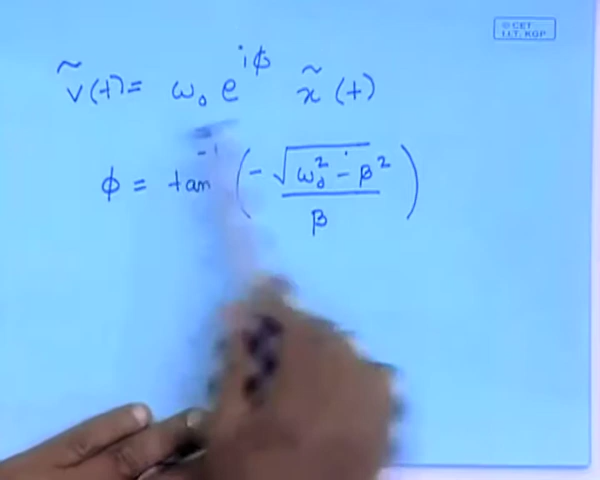 © CET
I.I.T. KGP
ṽ(t) = ω₀ e^{iϕ} x̃(t)
ϕ = tan⁻¹ (- √(ω₀² - β²) / β)